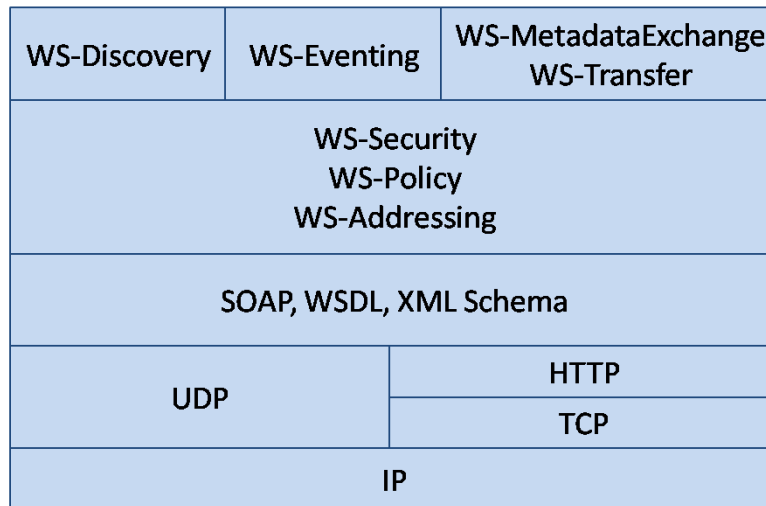 WS-Discovery
WS-Eventing
WS-MetadataExchange
WS-Transfer
WS-Security
WS-Policy
WS-Addressing
SOAP, WSDL, XML Schema
UDP
HTTP
TCP
IP